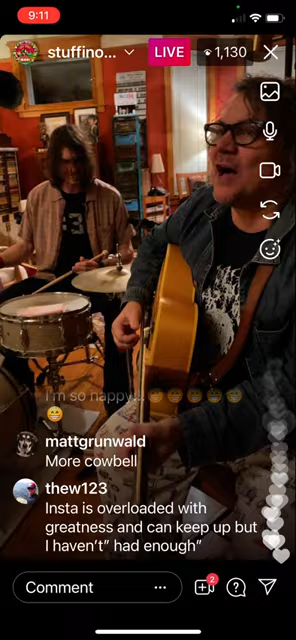 9:11
stuffino...
LIVE
1,130
I'm so happy...😁😁😁😁😁
😁
mattgrunwald
More cowbell
thew123
Insta is overloaded with
greatness and can keep up but
I haven't” had enough”
Comment
2